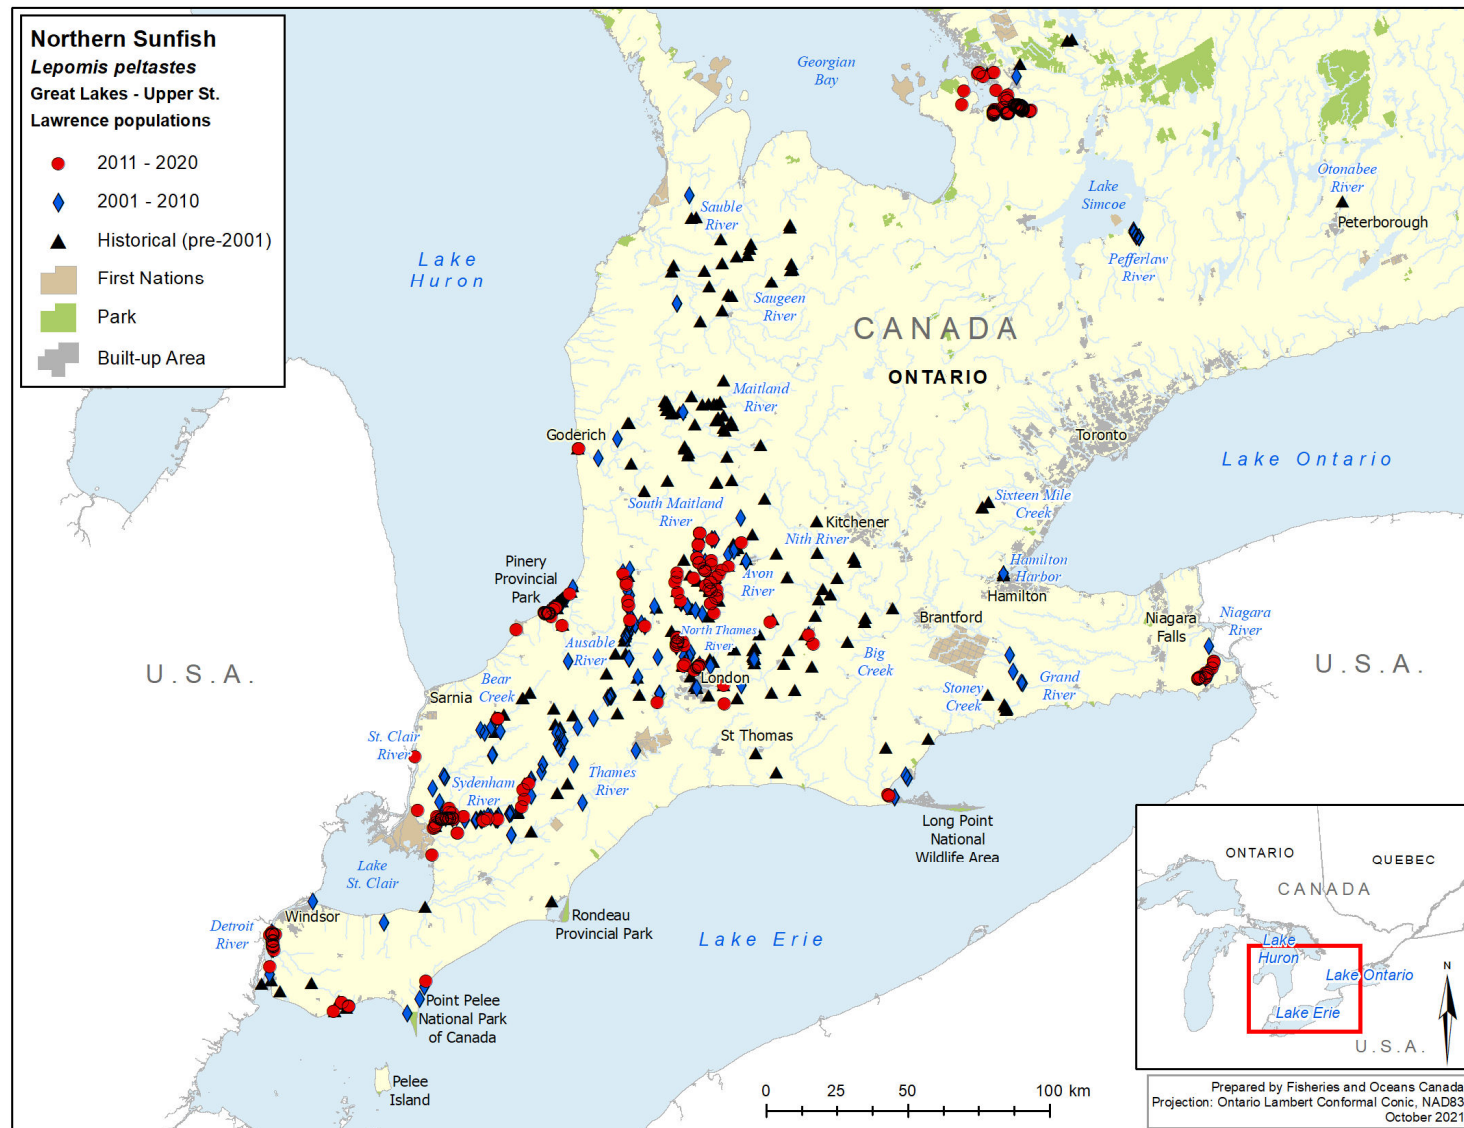 Northern Sunfish
Lepomis peltastes
Great Lakes - Upper St.
Lawrence populations
2011 - 2020
2001 - 2010
Historical (pre-2001)
First Nations
Park
Built-up Area
Georgian
Bay
Lake
Huron
Sauble
River
Saugeen
River
Lake
Simcoe
Pefferlaw
River
Otonabee
River
Peterborough
CANADA
ONTARIO
Maitland
River
Goderich
Toronto
Lake Ontario
South Maitland
River
Kitchener
Nith River
Sixteen Mile
Creek
Pinery
Provincial
Park
Avon
River
Hamilton
Harbor
Hamilton
Brantford
Niagara
Falls
Niagara
River
Ausable
River
North Thames
River
Big
Creek
London
U.S.A.
U.S.A.
Bear
Creek
Sarnia
Stoney
Creek
Grand
River
St. Clair
River
St Thomas
Sydenham
River
Thames
River
Long Point
National
Wildlife Area
Lake
St. Clair
Detroit
River
Windsor
Rondeau
Provincial Park
Lake Erie
Point Pelee
National Park
of Canada
Pelee
Island
0 25 50 100 km
ONTARIO
QUEBEC
CANADA
Lake
Huron
Lake Ontario
Lake Erie
U.S.A.
N
Prepared by Fisheries and Oceans Canada
Projection: Ontario Lambert Conformal Conic, NAD83
October 2021